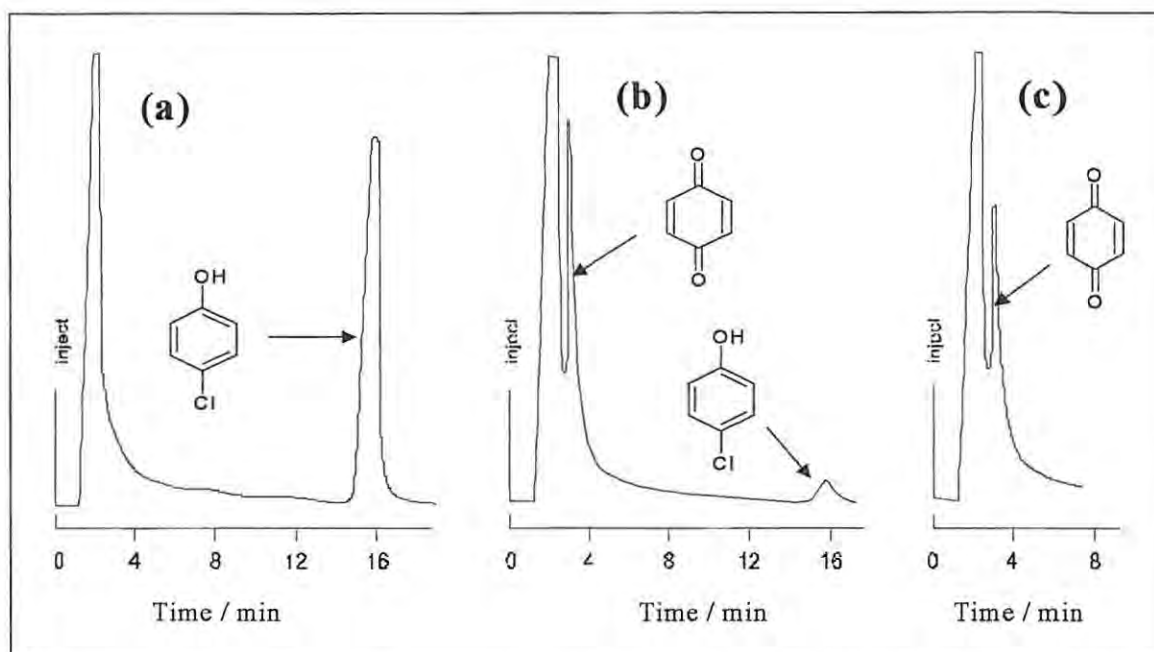 (a)
OH
Cl
inject
0 4 8 12 16
Time / min
(b)
O
O
OH
Cl
inject
0 4 8 12 16
Time / min
(c)
O
O
inject
0 4 8
Time / min